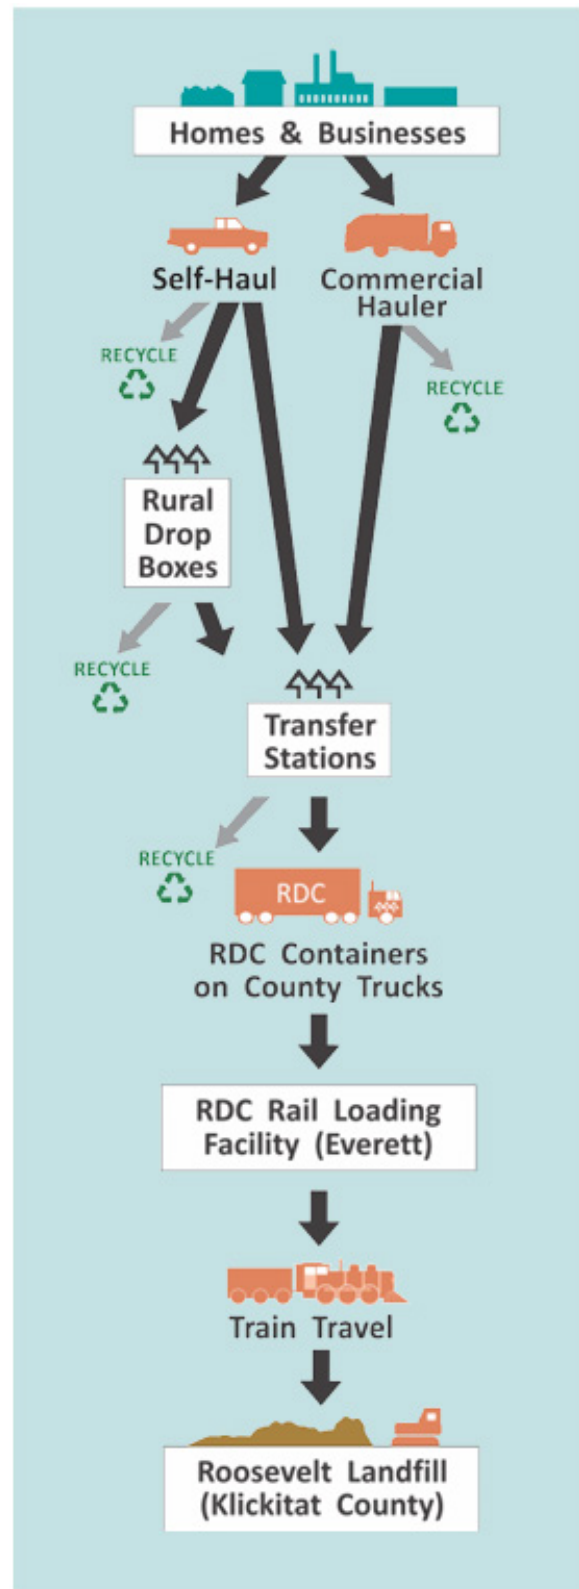 Homes & Businesses
Self-Haul
Commercial
Hauler
RECYCLE
RECYCLE
Rural
Drop
Boxes
RECYCLE
Transfer
Stations
RECYCLE
RDC
RDC Containers
on County Trucks
RDC Rail Loading
Facility (Everett)
Train Travel
Roosevelt Landfill
(Klickitat County)